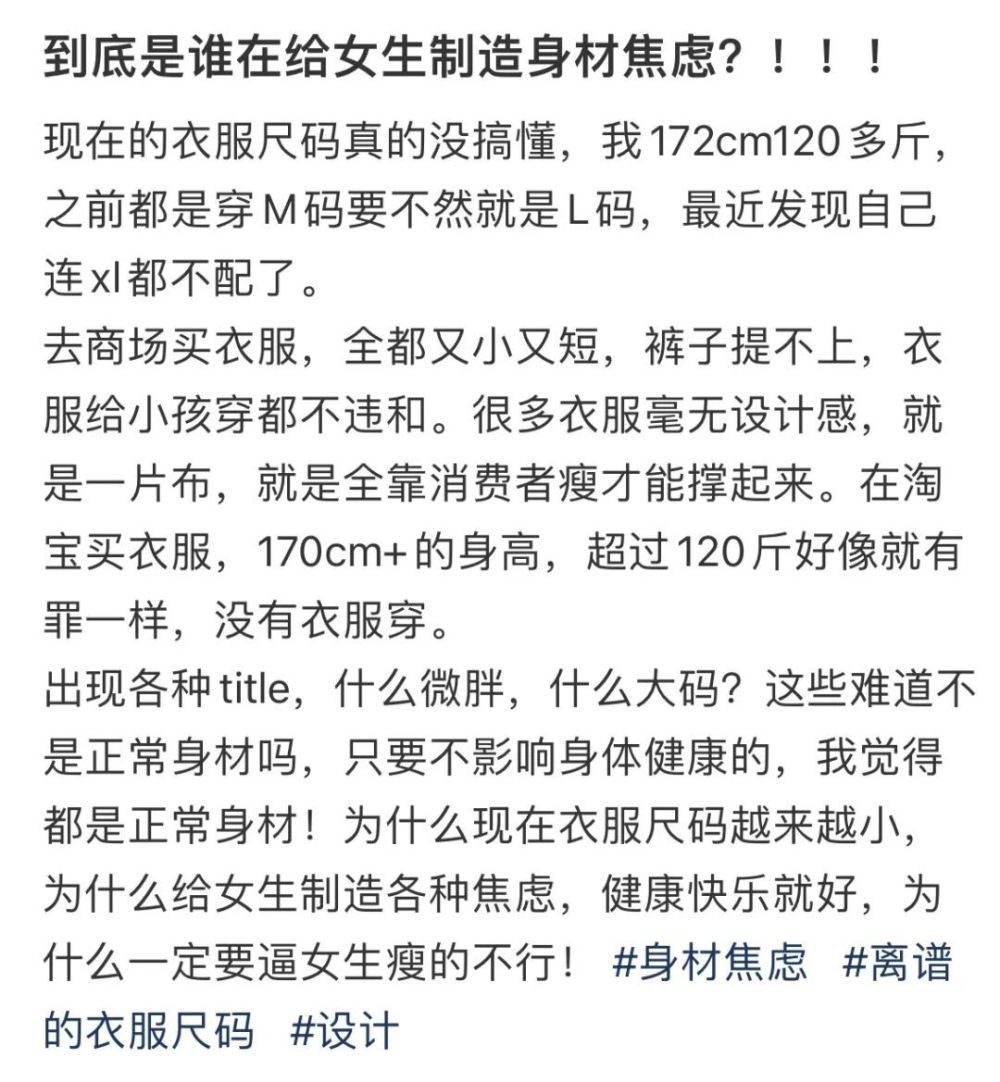 到底是谁在给女生制造身材焦虑？！！！
现在的衣服尺码真的没搞懂，我172cm120多斤，
之前都是穿M码要不然就是L码，最近发现自己
连xl都不配了。
去商场买衣服，全都又小又短，裤子提不上，衣
服给小孩穿都不违和。很多衣服毫无设计感，就
是一片布，就是全靠消费者瘦才能撑起来。在淘
宝买衣服，170cm+的身高，超过120斤好像就有
罪一样，没有衣服穿。
出现各种title，什么微胖，什么大码？这些难道不
是正常身材吗，只要不影响身体健康的，我觉得
都是正常身材！为什么现在衣服尺码越来越小，
为什么给女生制造各种焦虑，健康快乐就好，为
什么一定要逼女生瘦的不行！ #身材焦虑 #离谱
的衣服尺码 #设计